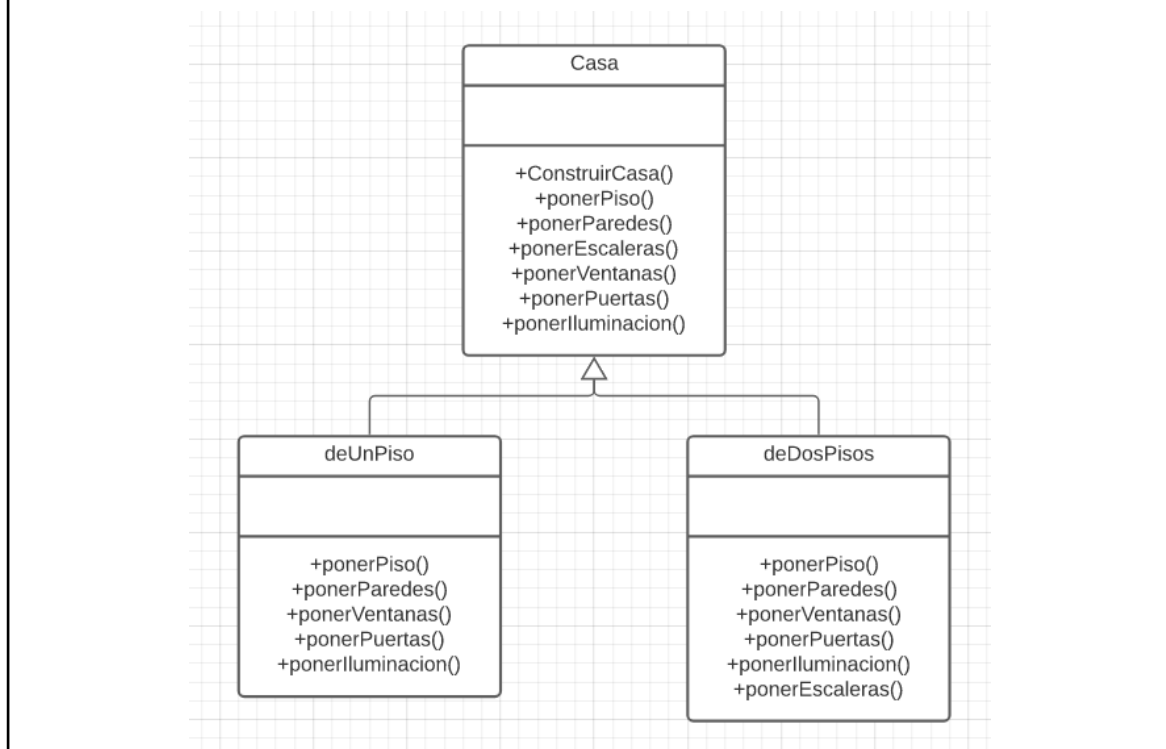 Casa
+ConstruirCasa()
+ponerPiso()
+ponerParedes()
+ponerEscaleras()
+ponerVentanas()
+ponerPuertas()
+ponerIluminacion()
deUnPiso
+ponerPiso()
+ponerParedes()
+ponerVentanas()
+ponerPuertas()
+ponerIluminacion()
deDosPisos
+ponerPiso()
+ponerParedes()
+ponerVentanas()
+ponerPuertas()
+ponerIluminacion()
+ponerEscaleras()